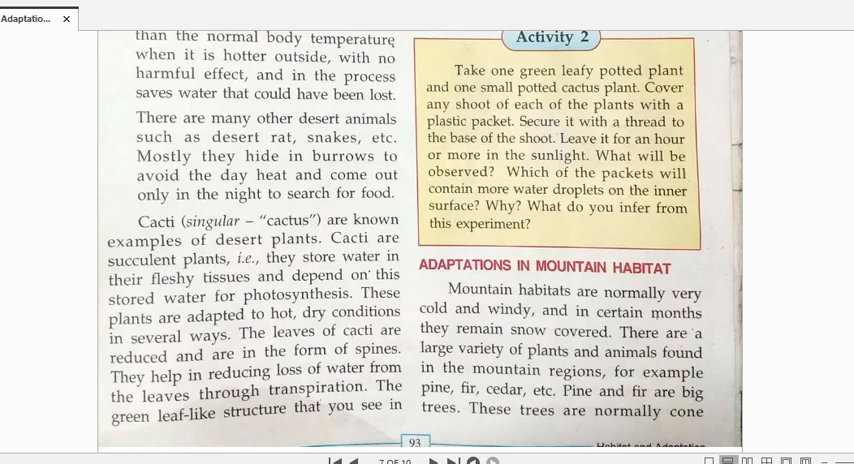 Adaptatio...
than the normal body temperature
when it is hotter outside, with no
harmful effect, and in the process
saves water that could have been lost.
There are many other desert animals
such as desert rat, snakes, etc.
Mostly they hide in burrows to
avoid the day heat and come out
only in the night to search for food.
Cacti (singular – “cactus”) are known
examples of desert plants. Cacti are
succulent plants, i.e., they store water in
their fleshy tissues and depend on this
stored water for photosynthesis. These
plants are adapted to hot, dry conditions
in several ways. The leaves of cacti are
reduced and are in the form of spines.
They help in reducing loss of water from
the leaves through transpiration. The
green leaf-like structure that you see in
Activity 2
Take one green leafy potted plant
and one small potted cactus plant. Cover
any shoot of each of the plants with a
plastic packet. Secure it with a thread to
the base of the shoot. Leave it for an hour
or more in the sunlight. What will be
observed? Which of the packets will
contain more water droplets on the inner
surface? Why? What do you infer from
this experiment?
ADAPTATIONS IN MOUNTAIN HABITAT
Mountain habitats are normally very
cold and windy, and in certain months
they remain snow covered. There are a
large variety of plants and animals found
in the mountain regions, for example
pine, fir, cedar, etc. Pine and fir are big
trees. These trees are normally cone
93
Habitat and Adaptation
7 OF 10